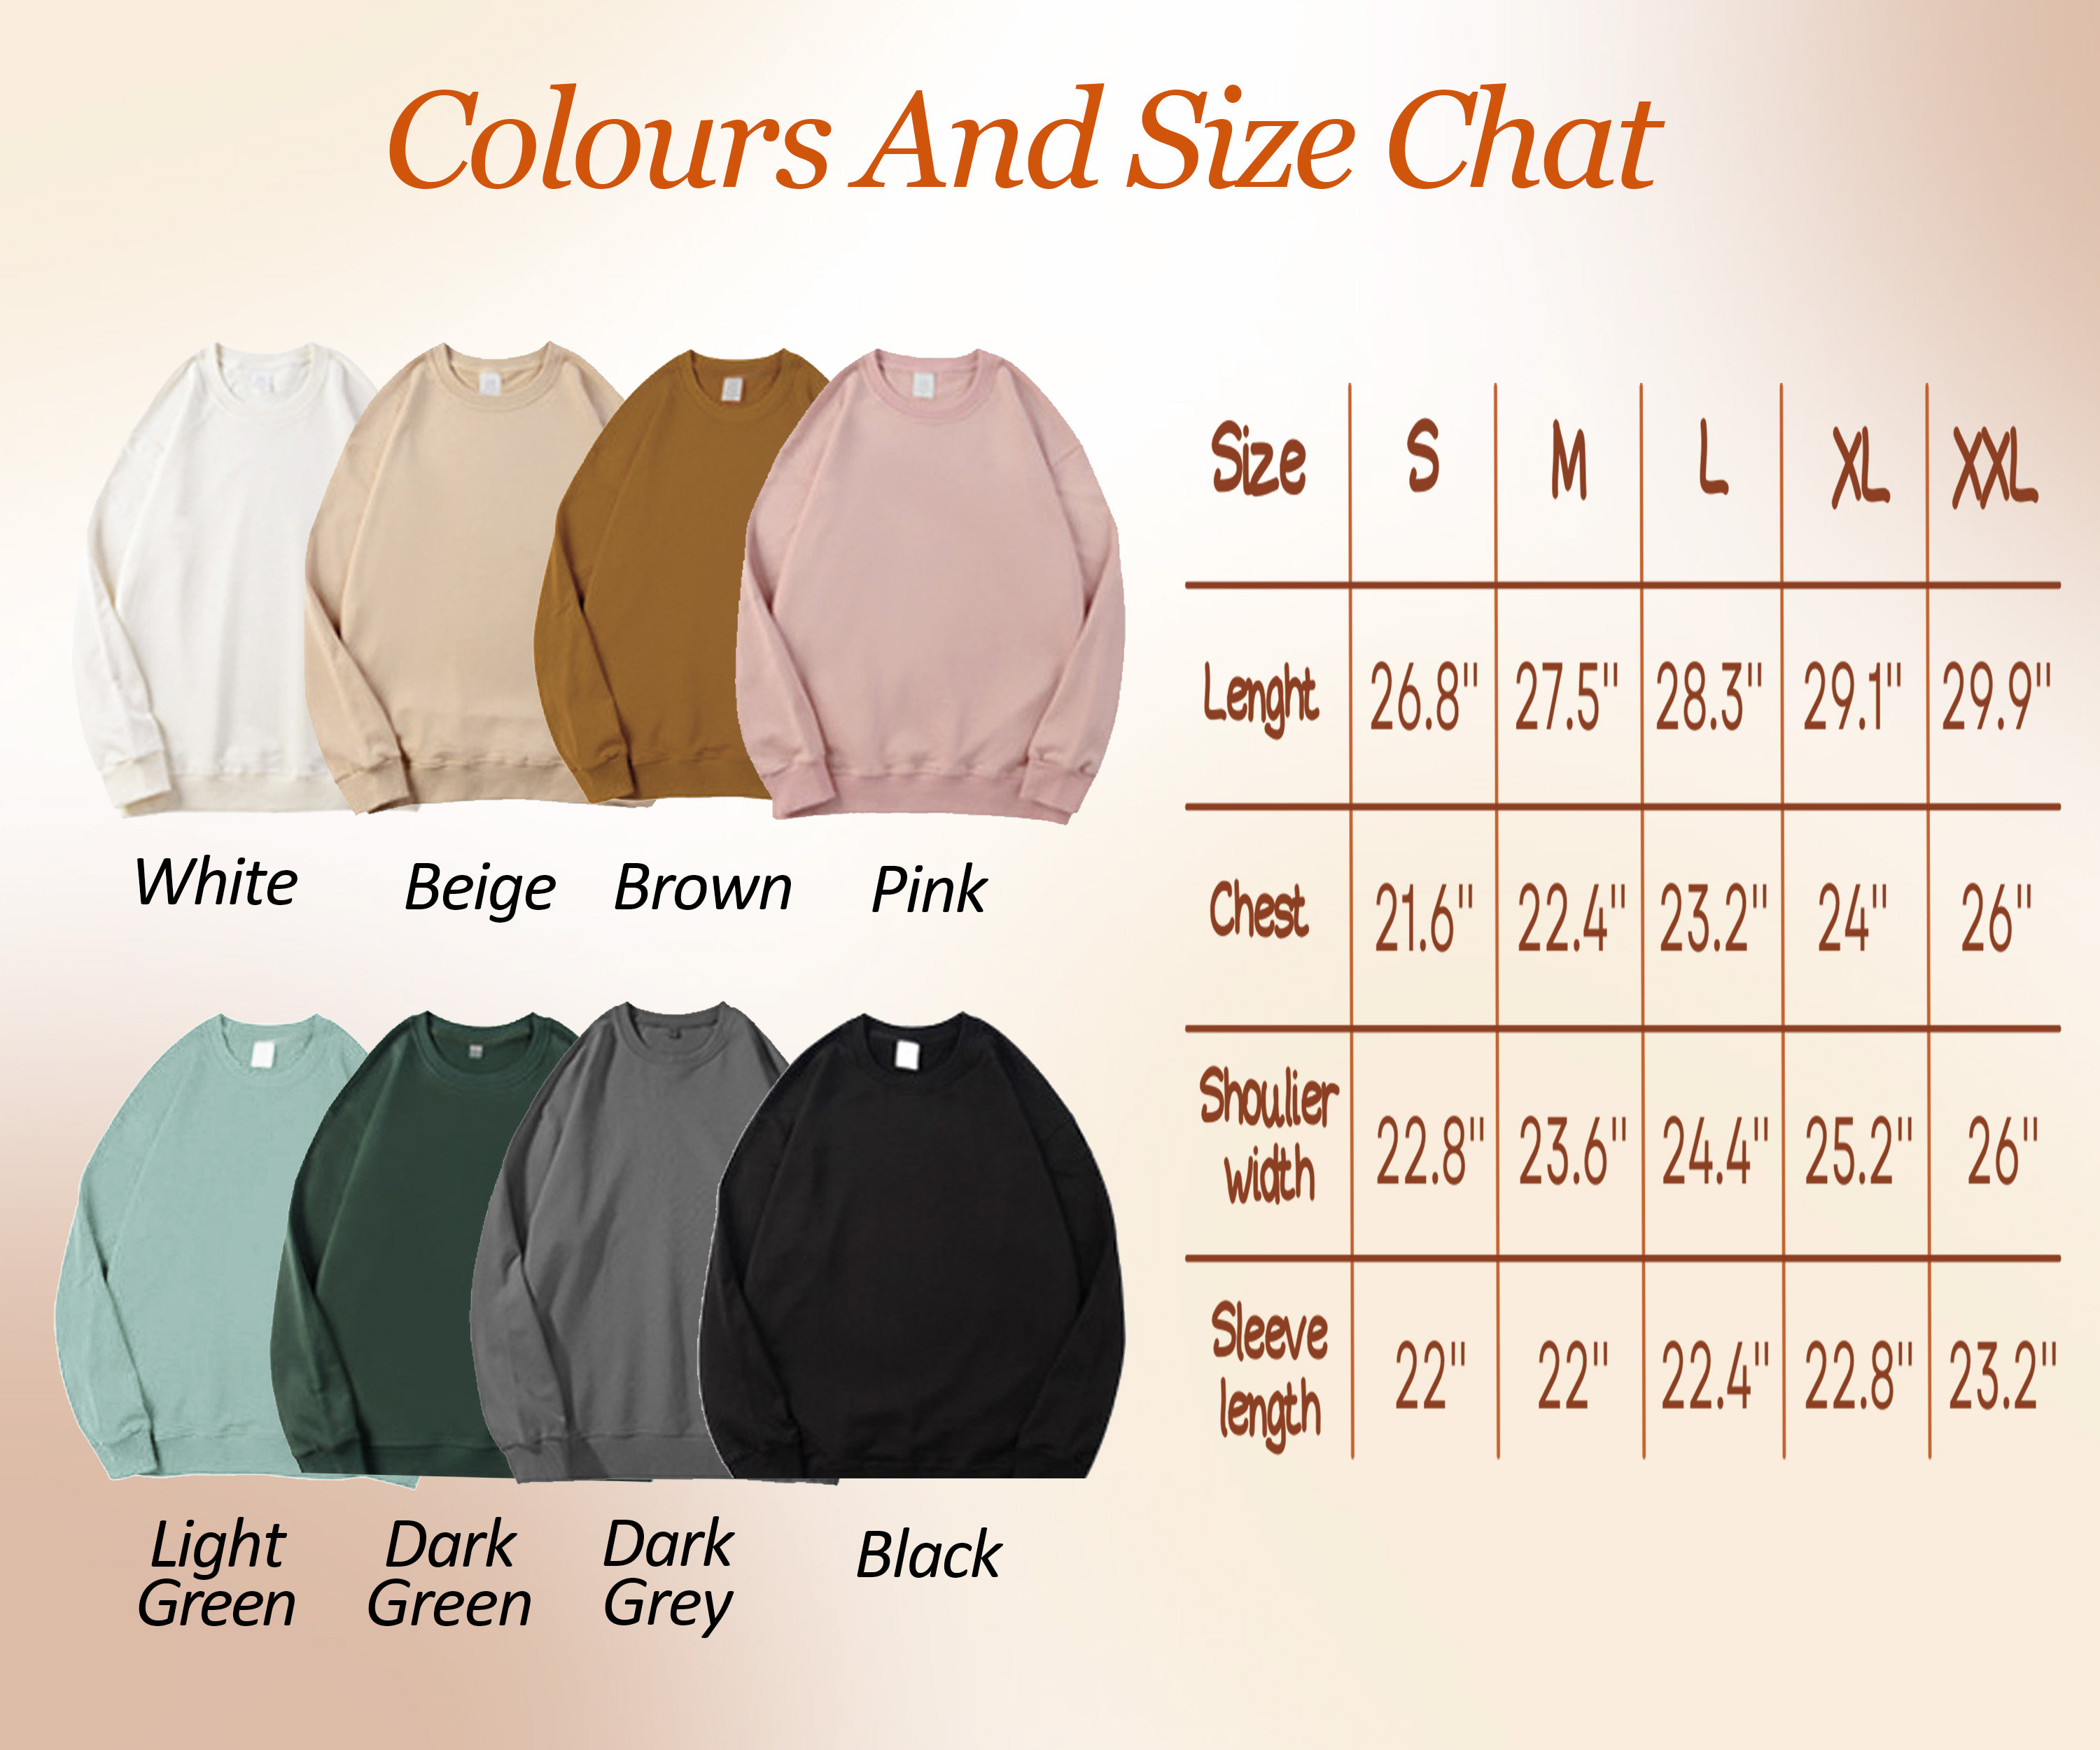 Colours And Size Chat
White Beige Brown Pink
Light Green Dark Green Dark Grey Black
Size S M L XL XXL
Lenght 26.8" 27.5" 28.3" 29.1" 29.9"
Chest 21.6" 22.4" 23.2" 24" 26"
Shoulier width 22.8" 23.6" 24.4" 25.2" 26"
Sleeve length 22" 22" 22.4" 22.8" 23.2"